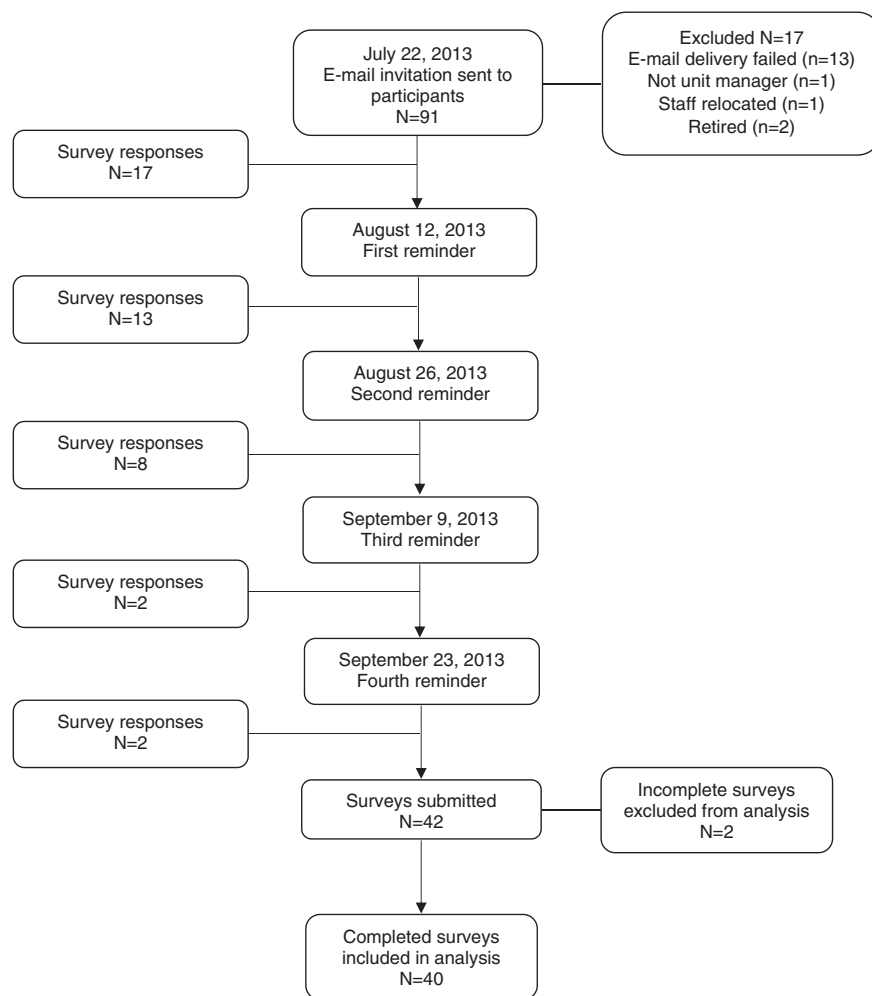 July 22, 2013
E-mail invitation sent to
participants
N=91
Excluded N=17
E-mail delivery failed (n=13)
Not unit manager (n=1)
Staff relocated (n=1)
Retired (n=2)
Survey responses
N=17
August 12, 2013
First reminder
Survey responses
N=13
August 26, 2013
Second reminder
Survey responses
N=8
September 9, 2013
Third reminder
Survey responses
N=2
September 23, 2013
Fourth reminder
Survey responses
N=2
Surveys submitted
N=42
Incomplete surveys
excluded from analysis
N=2
Completed surveys
included in analysis
N=40